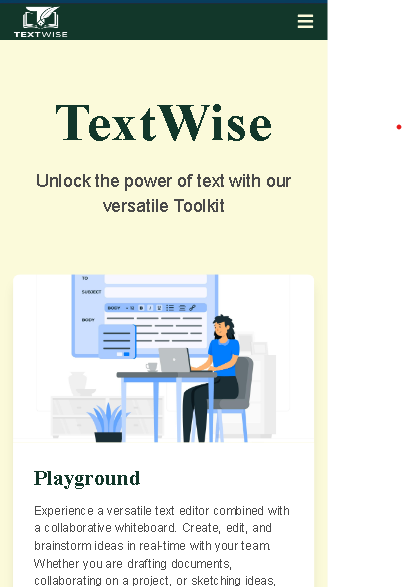 TEXTWISE
TextWise
Unlock the power of text with our
versatile Toolkit
TO
SUBJECT
BODY
BODY
Playground
Experience a versatile text editor combined with
a collaborative whiteboard. Create, edit, and
brainstorm ideas in real-time with your team.
Whether you are drafting documents,
collaborating on a project, or sketching ideas,